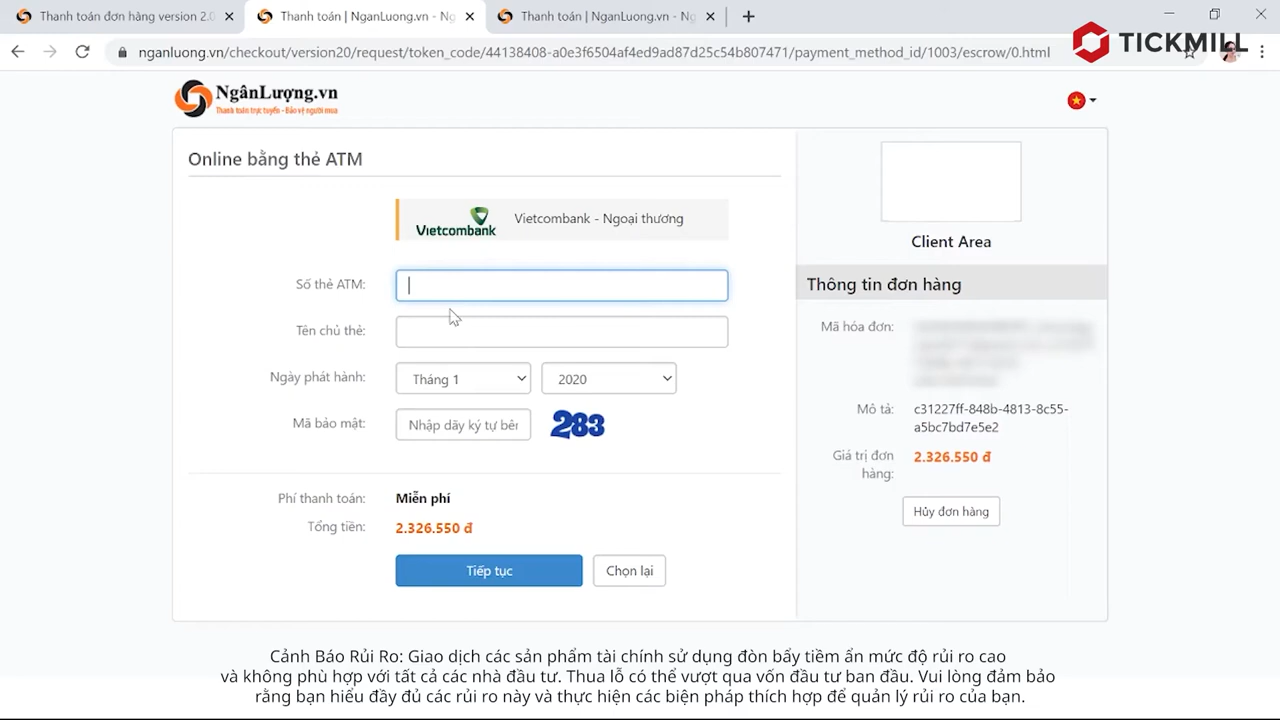 Thanh toán đơn hàng version 2.0
Thanh toán | NganLuong.vn - Ng
Thanh toán | NganLuong.vn - Ng
nganluong.vn/checkout/version20/request/token_code/44138408-a0e3f6504af4ed9ad87d25c54b807471/payment_method_id/1003/escrow/0.html
TICKMILL
NgânLượng.vn
Thanh toán trực tuyến - Bảo vệ người mua
Online bằng thẻ ATM
Vietcombank
Vietcombank - Ngoại thương
Số thẻ ATM:
Tên chủ thẻ:
Ngày phát hành:
Tháng 1
2020
Mã bảo mật:
Nhập dãy ký tự bên
283
Phí thanh toán:
Miễn phí
Tổng tiền:
2.326.550 đ
Tiếp tục
Chọn lại
Client Area
Thông tin đơn hàng
Mã hóa đơn:
Mô tả:
c31227ff-848b-4813-8c55-
a5bc7bd7e5e2
Giá trị đơn
hàng:
2.326.550 đ
Hủy đơn hàng
Cảnh Báo Rủi Ro: Giao dịch các sản phẩm tài chính sử dụng đòn bẩy tiềm ẩn mức độ rủi ro cao
và không phù hợp với tất cả các nhà đầu tư. Thua lỗ có thể vượt qua vốn đầu tư ban đầu. Vui lòng đảm bảo
rằng bạn hiểu đầy đủ các rủi ro này và thực hiện các biện pháp thích hợp để quản lý rủi ro của bạn.